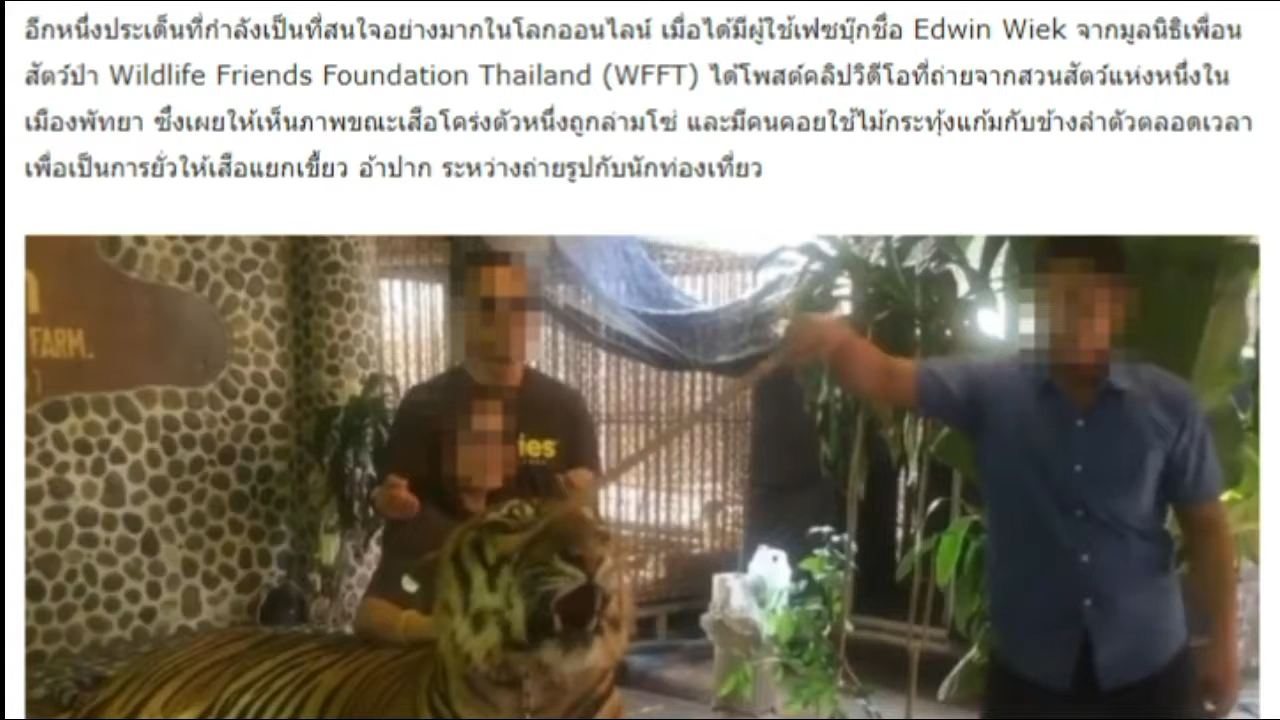 อีกหนึ่งประเด็นที่กำลังเป็นที่สนใจอย่างมากในโลกออนไลน์ เมื่อได้มีผู้ใช้เฟซบุ๊กชื่อ Edwin Wiek จากมูลนิธิเพื่อน
สัตว์ป่า Wildlife Friends Foundation Thailand (WFFT) ได้โพสต์คลิปวิดีโอที่ถ่ายจากสวนสัตว์แห่งหนึ่งใน
เมืองพัทยา ซึ่งเผยให้เห็นภาพขณะเสือโคร่งตัวหนึ่งถูกล่ามโซ่ และมีคนคอยใช้ไม้กระทุ้งแก้มกับข้างลำตัวตลอดเวลา
เพื่อเป็นการยั่วให้เสือแยกเขี้ยว อ้าปาก ระหว่างถ่ายรูปกับนักท่องเที่ยว
FARM.
ies